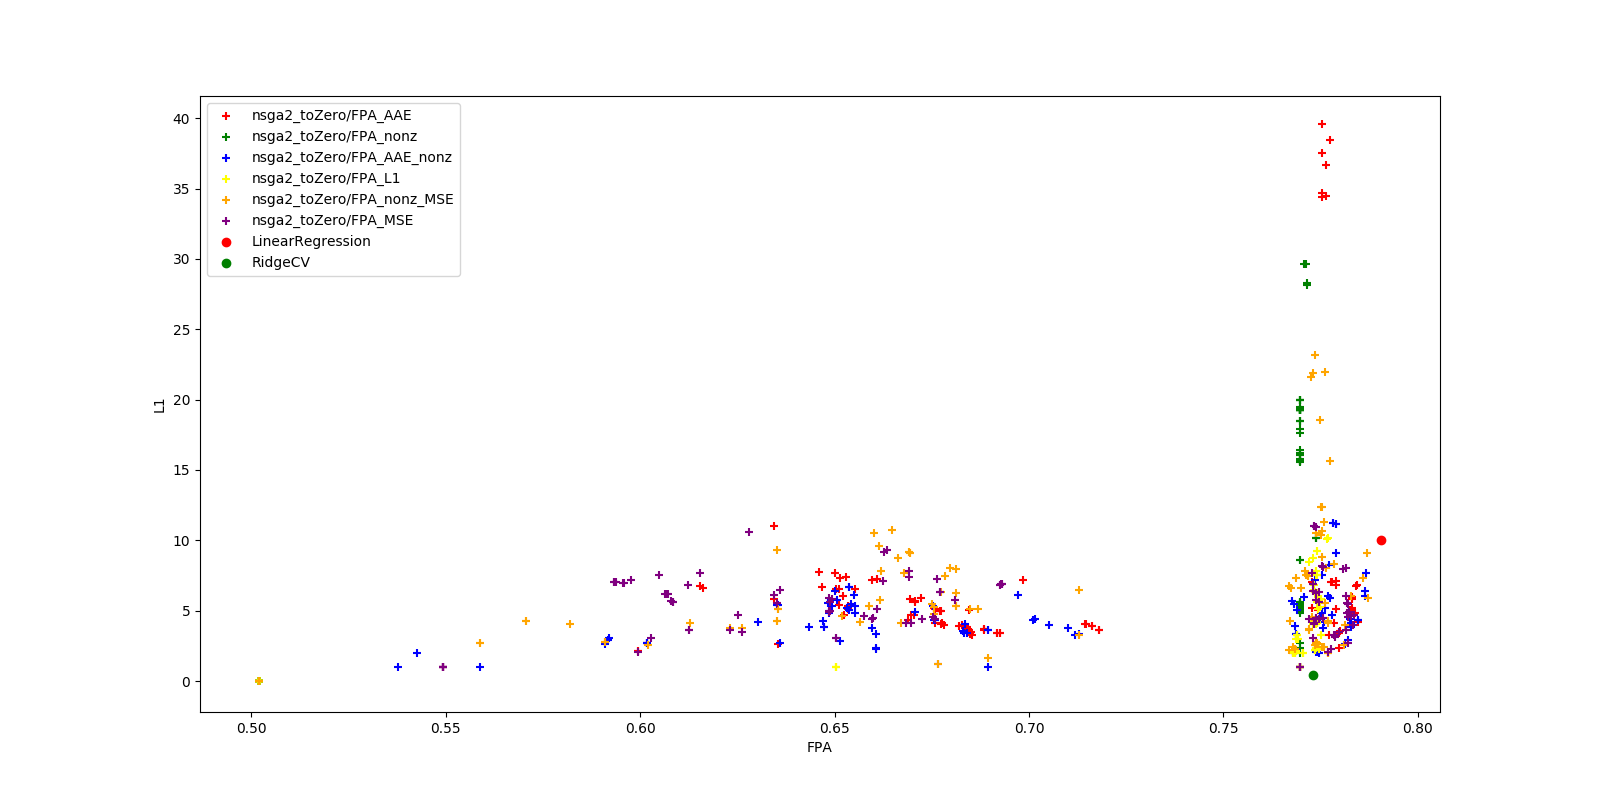 nsga2_toZero/FPA_AAE
nsga2_toZero/FPA_nonz
nsga2_toZero/FPA_AAE_nonz
nsga2_toZero/FPA_L1
nsga2_toZero/FPA_nonz_MSE
nsga2_toZero/FPA_MSE
LinearRegression
RidgeCV
40
35
30
25
20
15
10
5
0
L1
0.50 0.55 0.60 0.65 0.70 0.75 0.80
FPA